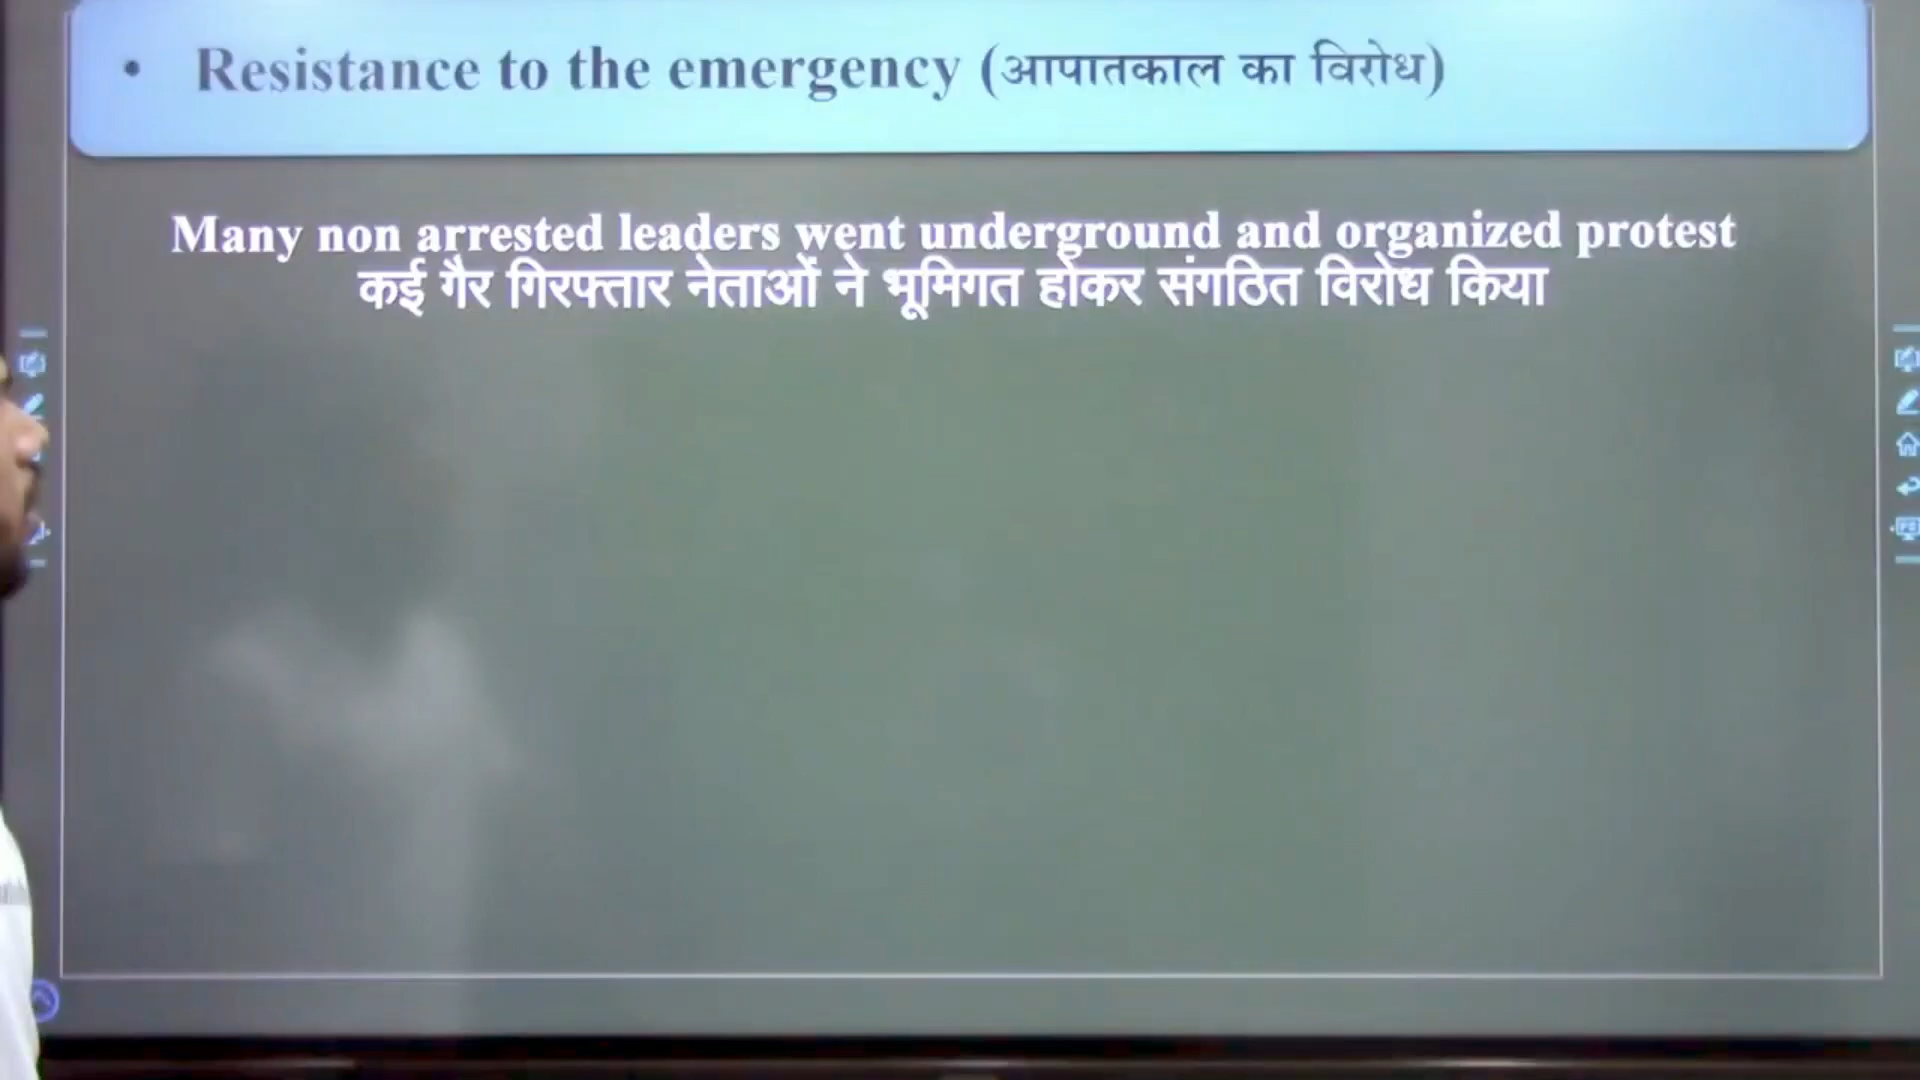 • Resistance to the emergency (आपातकाल का विरोध)
Many non arrested leaders went underground and organized protest
कई गैर गिरफ्तार नेताओं ने भूमिगत होकर संगठित विरोध किया